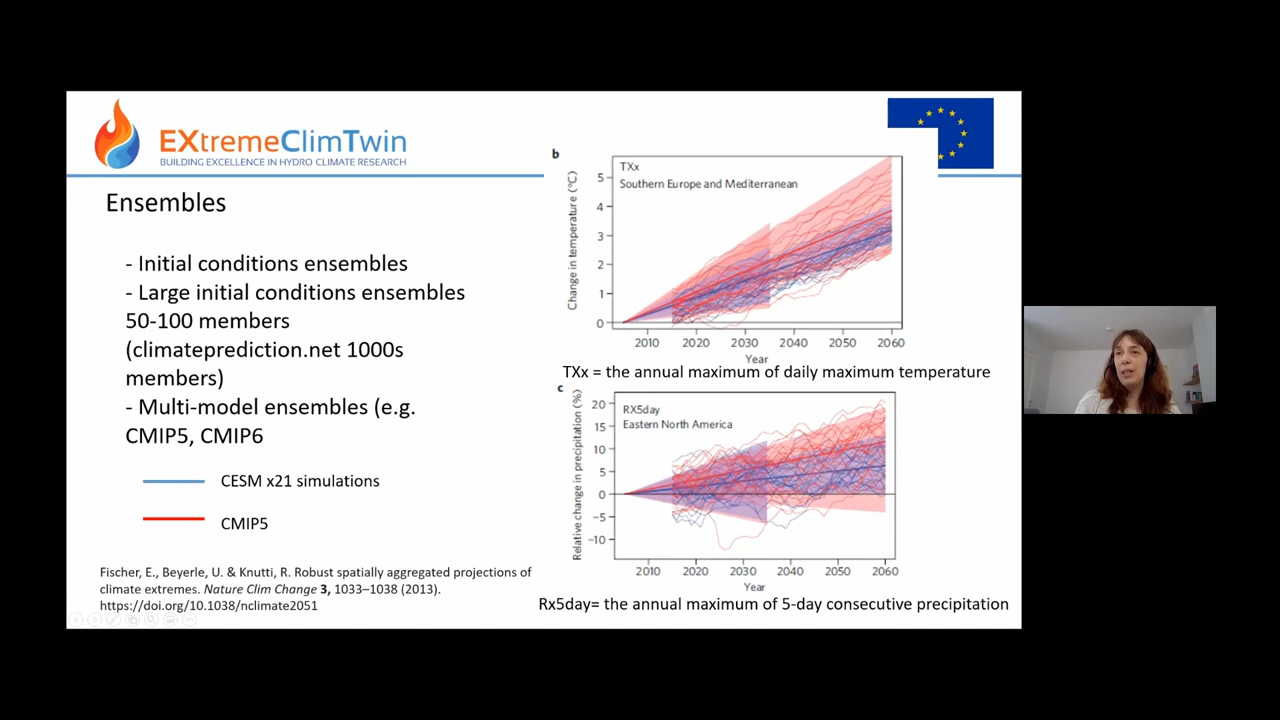 EXtremeClimTwin
BUILDING EXCELLENCE IN HYDRO CLIMATE RESEARCH
Ensembles
- Initial conditions ensembles
- Large initial conditions ensembles
50-100 members
(climateprediction.net 1000s
members)
- Multi-model ensembles (e.g.
CMIP5, CMIP6
CESM x21 simulations
CMIP5
Fischer, E., Beyerle, U. & Knutti, R. Robust spatially aggregated projections of
climate extremes. Nature Clim Change 3, 1033–1038 (2013).
https://doi.org/10.1038/nclimate2051
b
TXx
Southern Europe and Mediterranean
Change in temperature (°C)
5
4
3
2
1
0
2010 2020 2030 2040 2050 2060
Year
TXx = the annual maximum of daily maximum temperature
c
RX5day
Eastern North America
Relative change in precipitation (%)
20
15
10
5
0
−5
−10
2010 2020 2030 2040 2050 2060
Year
Rx5day= the annual maximum of 5-day consecutive precipitation